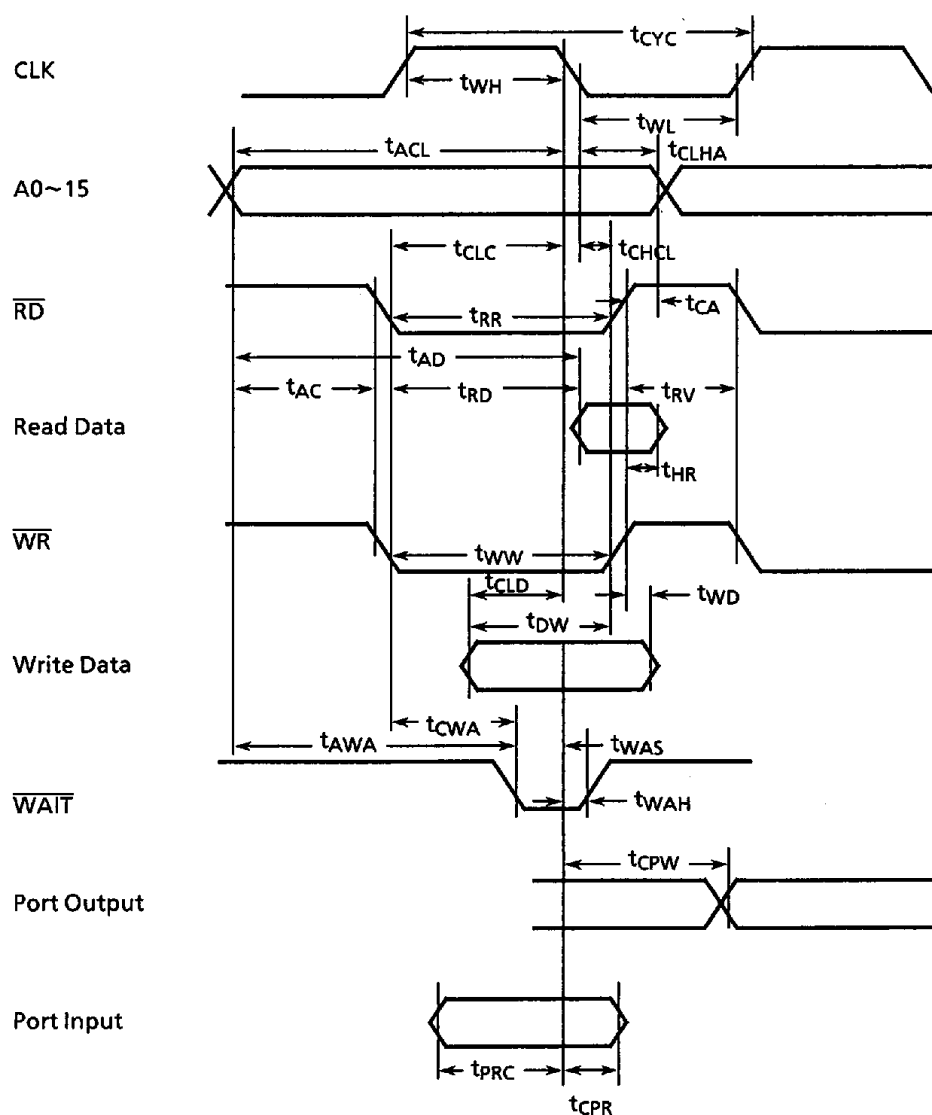 tCYC
CLK
tWH
tWL
tACL
tCLHA
A0~15
tCLC
tCHCL
RD
tCA
tRR
tAD
tAC
tRD
tRV
Read Data
tHR
WR
tWW
tCLD
tWD
tDW
Write Data
tCWA
tAWA
tWAS
WAIT
tWAH
tCPW
Port Output
Port Input
tPRC
tCPR